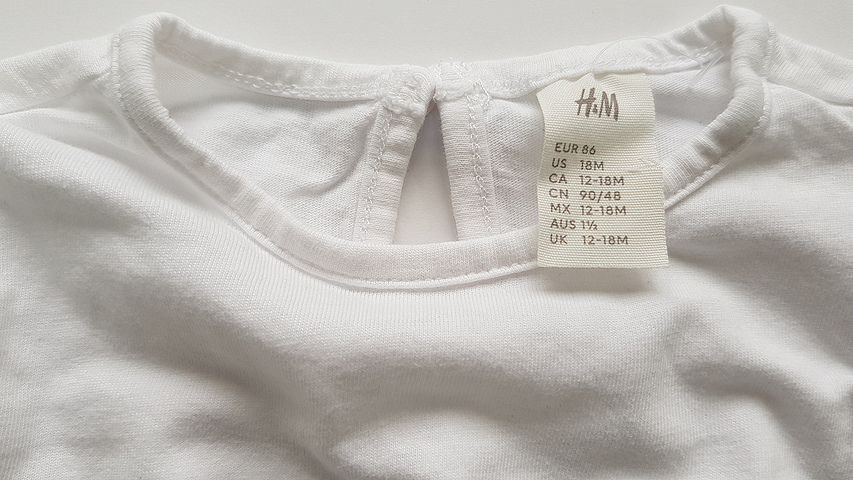 H&M
EUR 86
US 18M
CA 12-18M
CN 90/48
MX 12-18M
AUS 1½
UK 12-18M